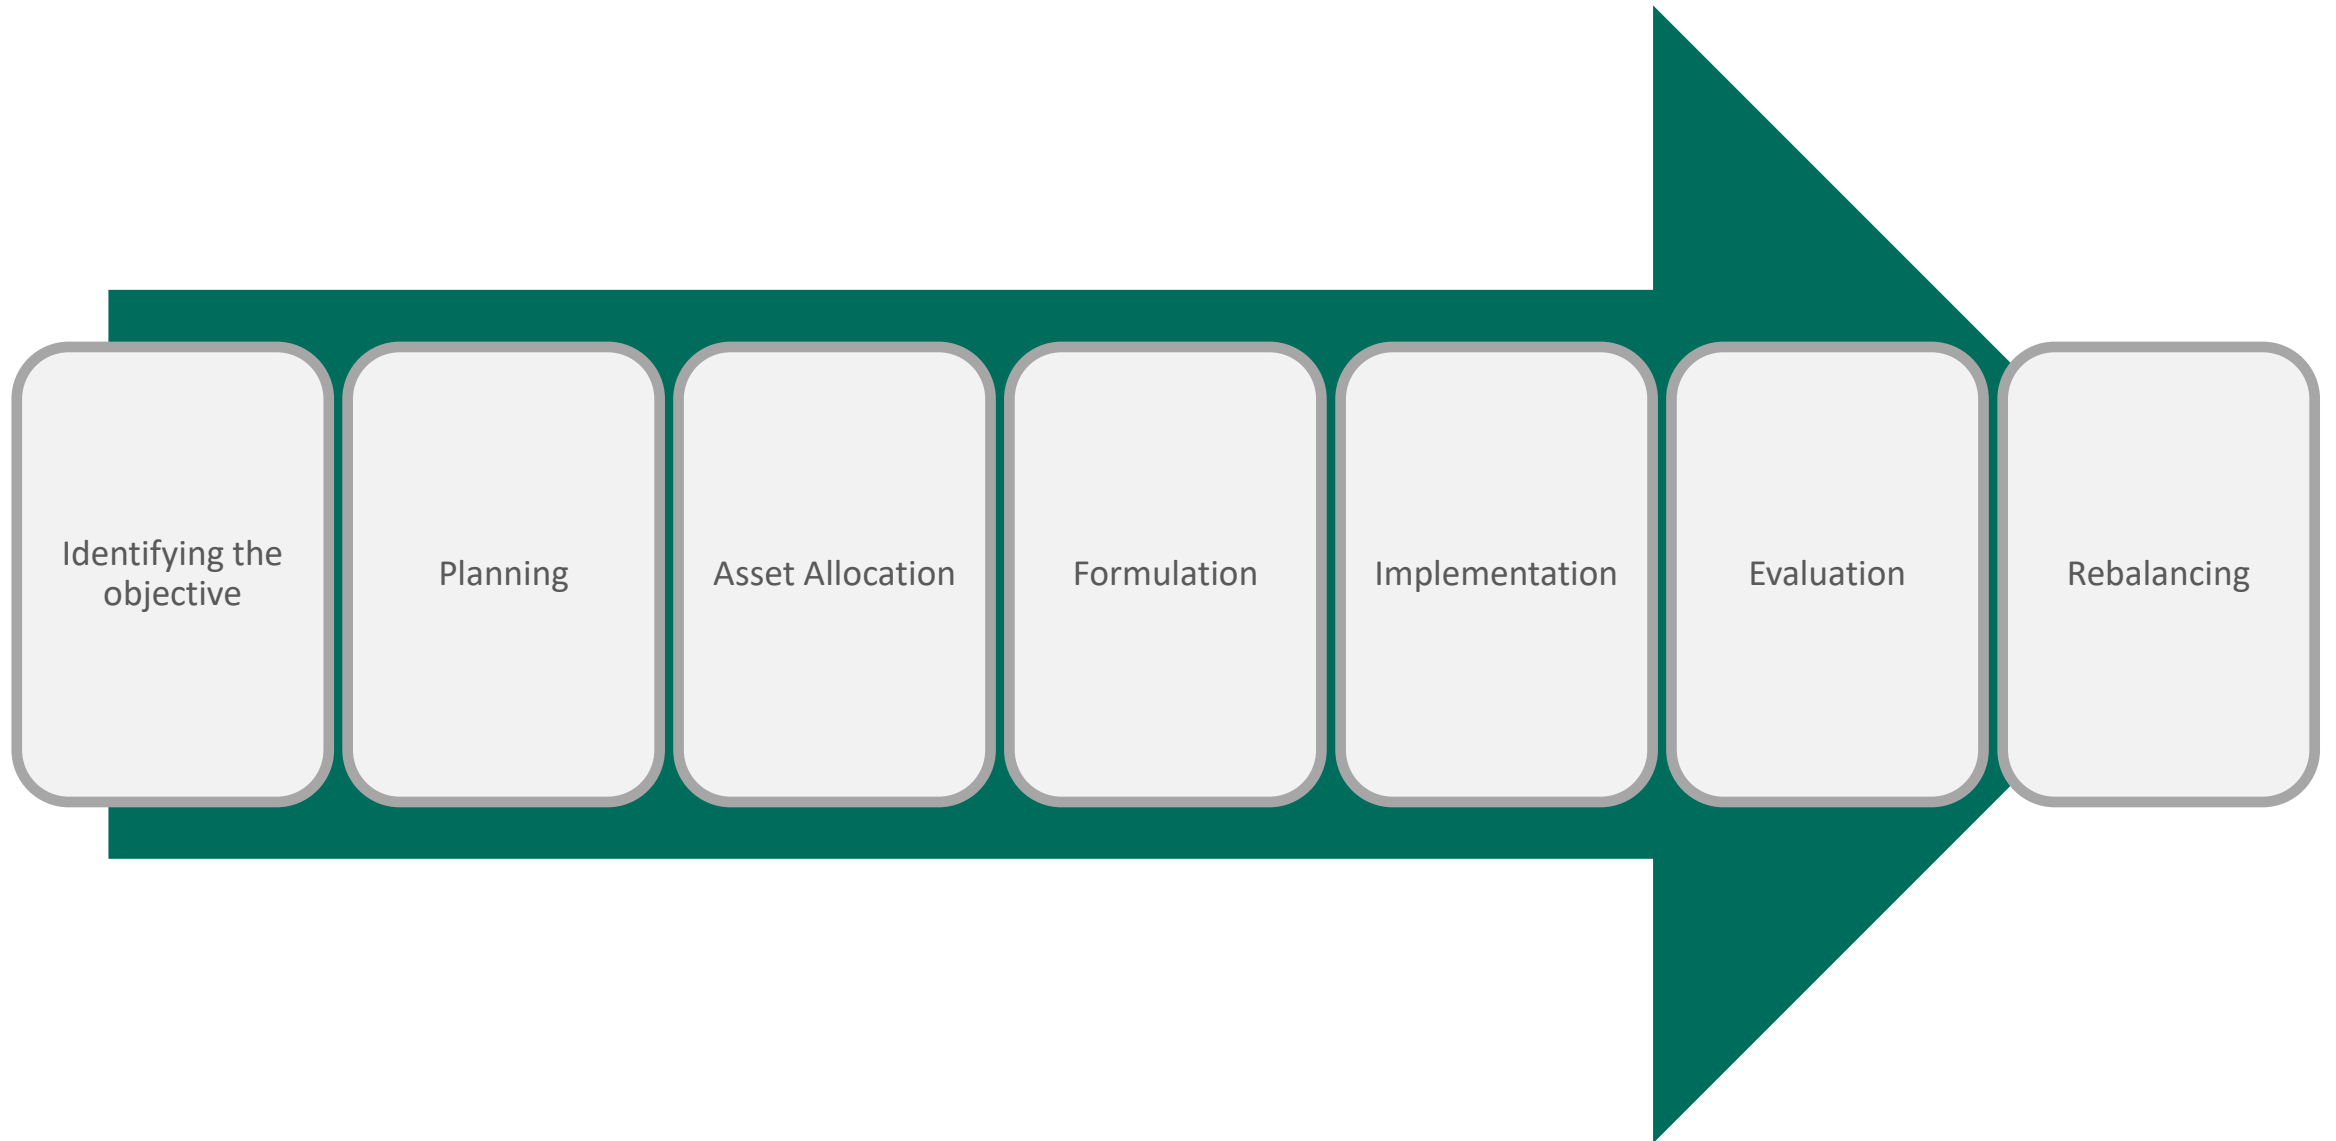 Identifying the
objective
Planning
Asset Allocation
Formulation
Implementation
Evaluation
Rebalancing